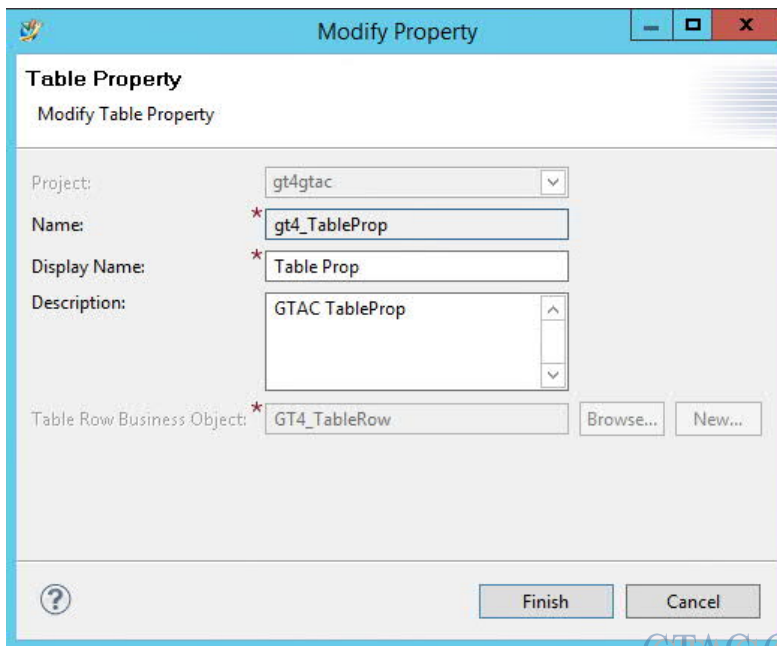 Modify Property
Table Property
Modify Table Property
Project: gt4gtac
Name: * gt4_TableProp
Display Name: * Table Prop
Description: GTAC TableProp
Table Row Business Object: * GT4_TableRow Browse... New...
Finish Cancel
GTAC